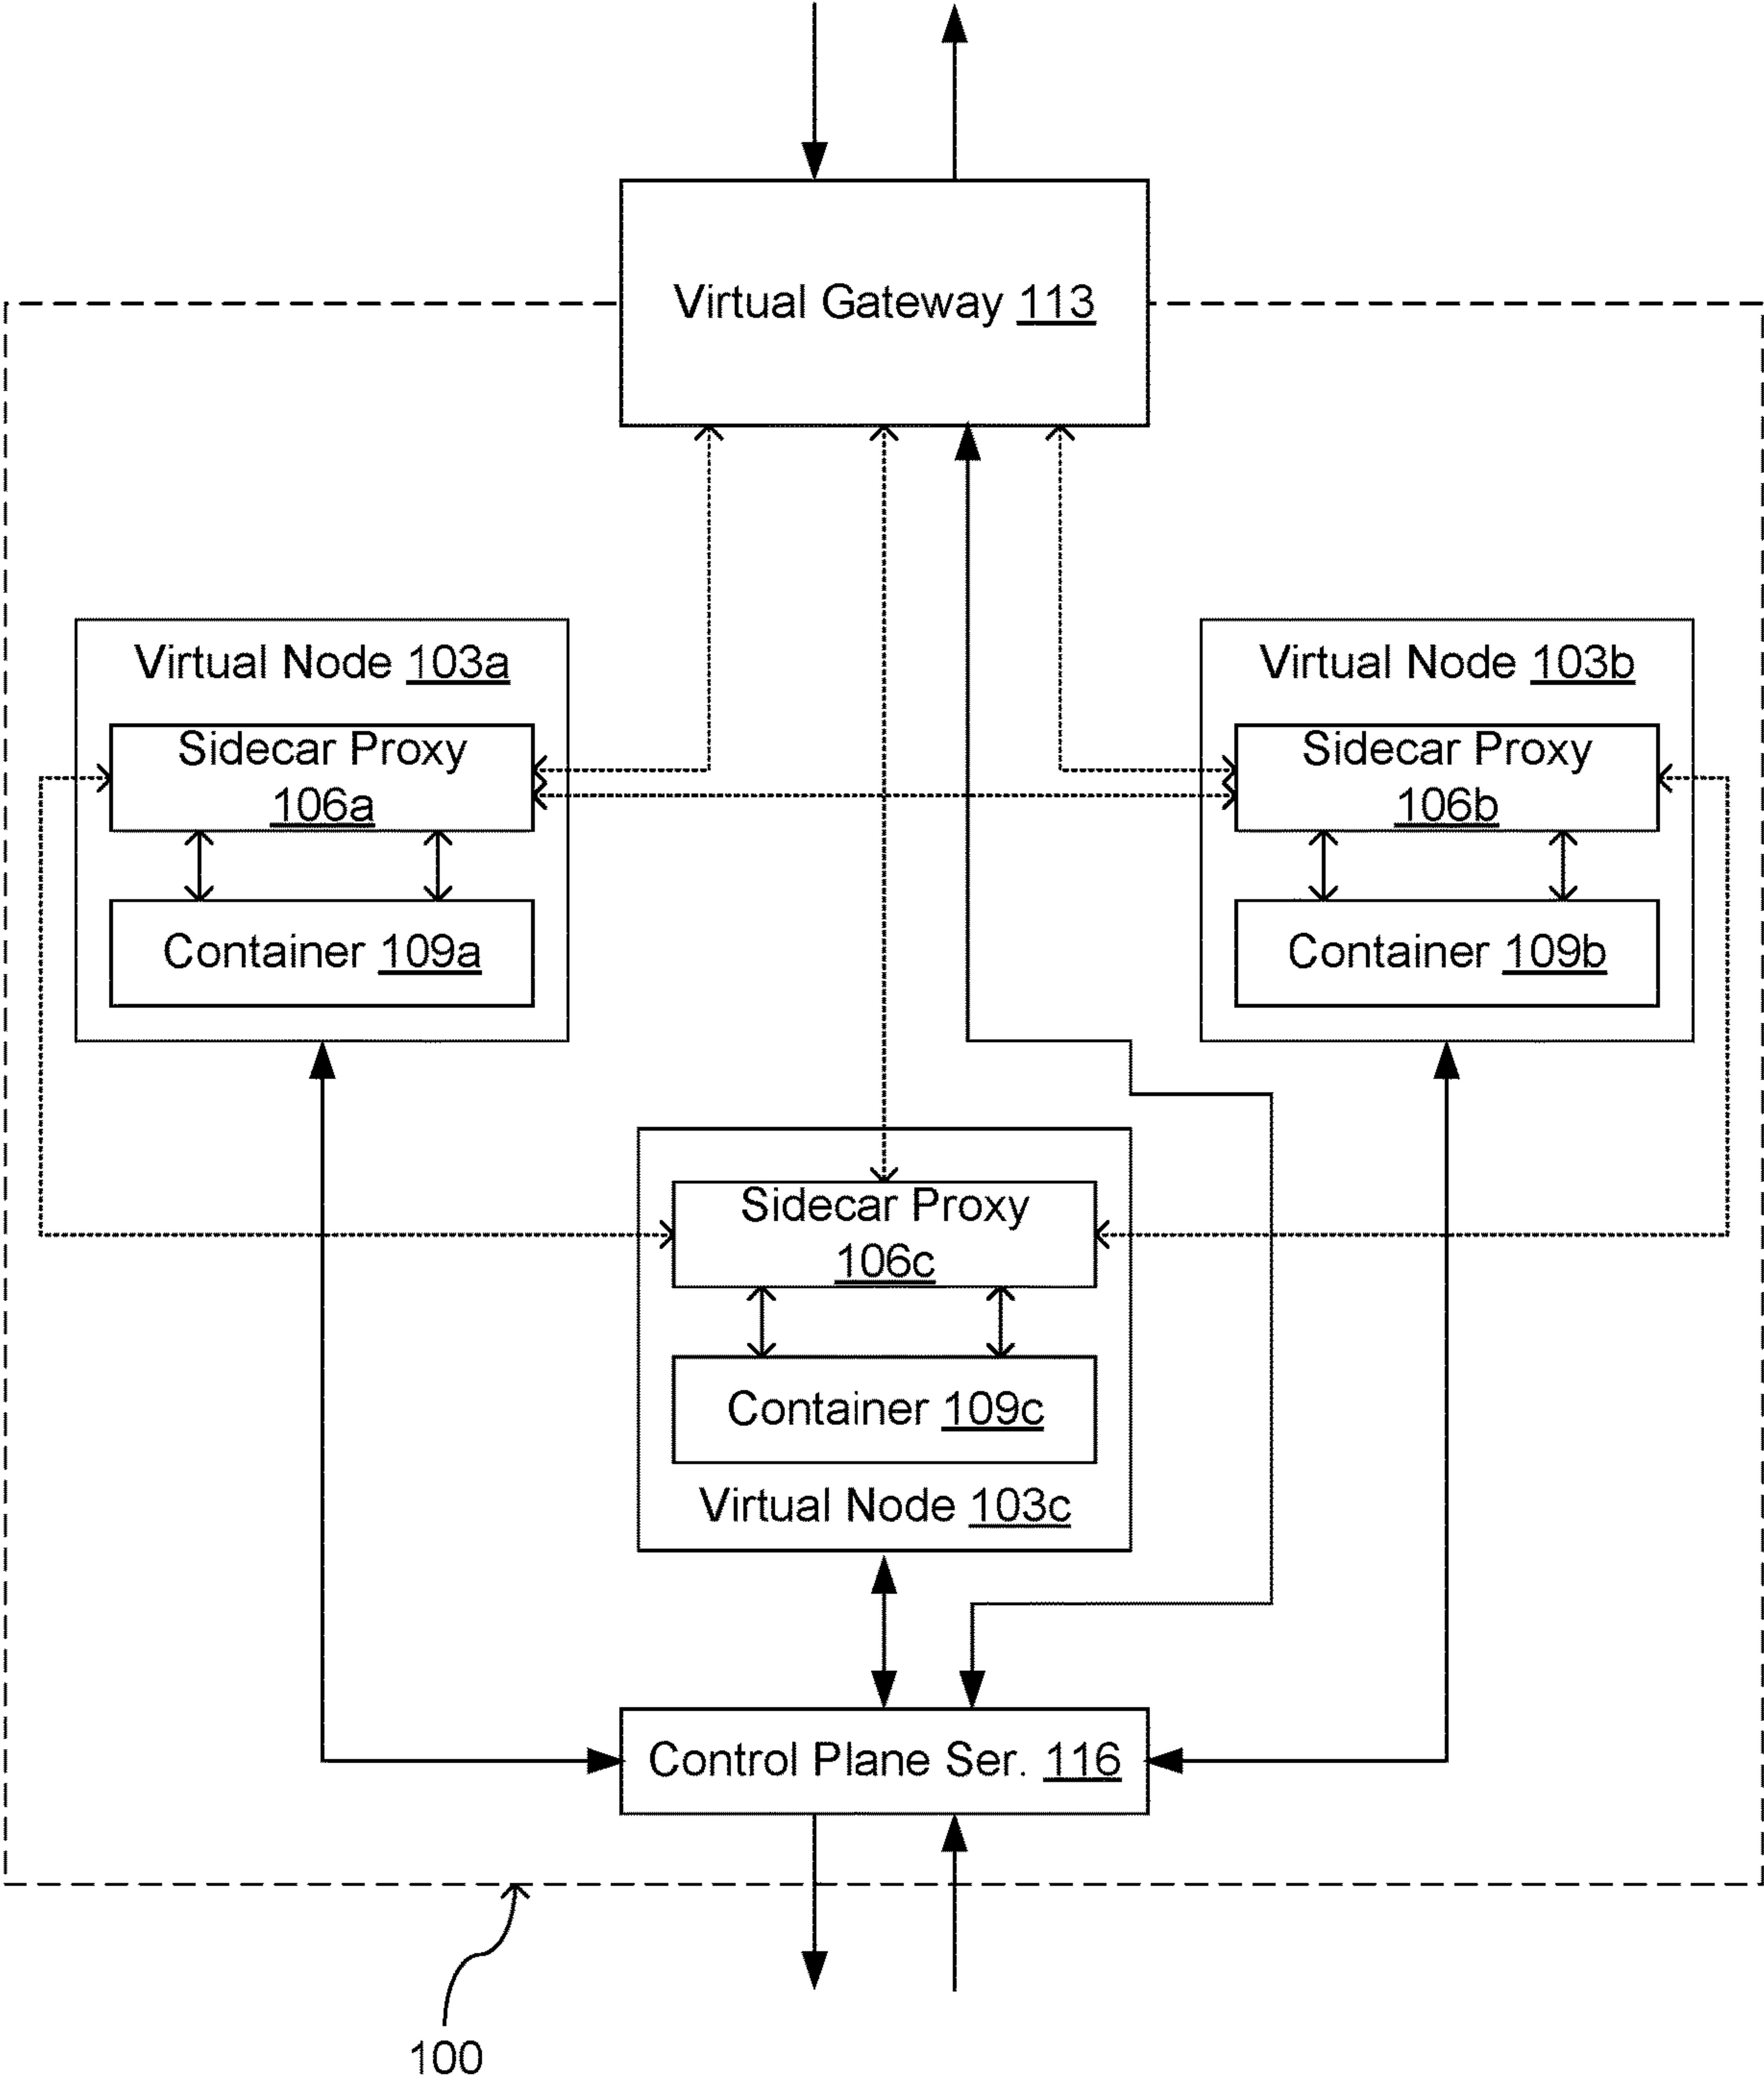 Virtual Gateway 113
Virtual Node 103a
Sidecar Proxy
106a
Container 109a
Virtual Node 103b
Sidecar Proxy
106b
Container 109b
Sidecar Proxy
106c
Container 109c
Virtual Node 103c
Control Plane Ser. 116
100